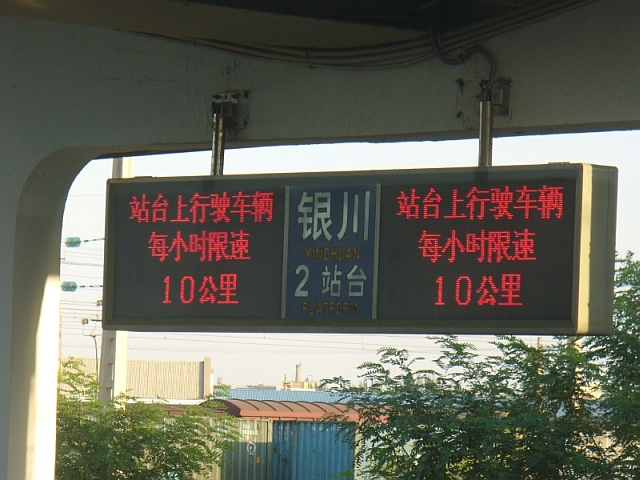 站台上行驶车辆
每小时限速
10公里
银川
YINCHUAN
2 站台
PLATFORM
站台上行驶车辆
每小时限速
10公里